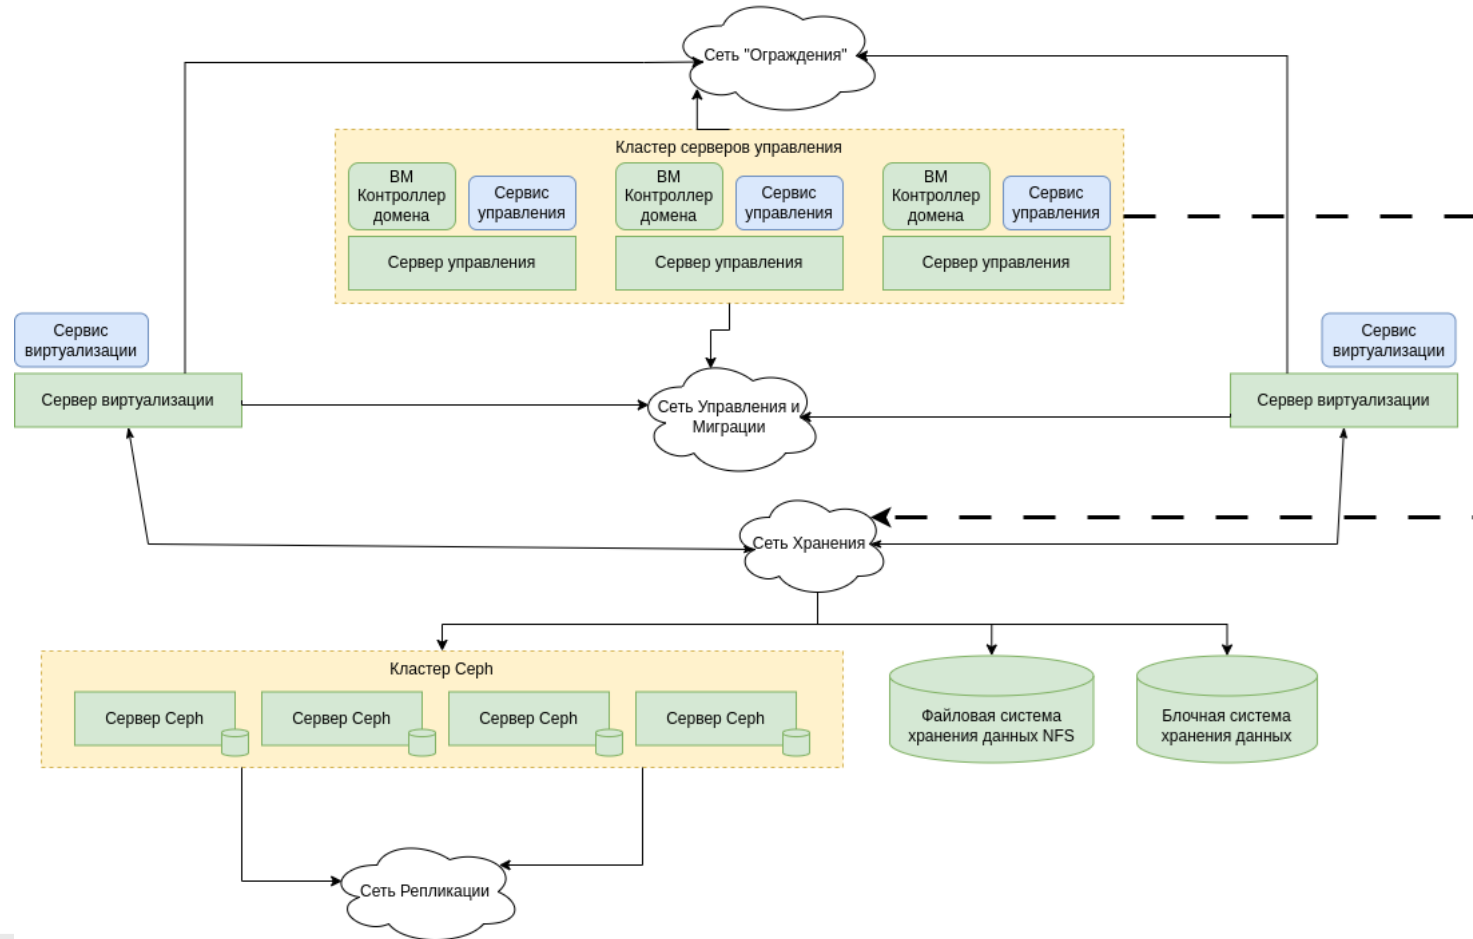 Сеть "Ограждения"
Кластер серверов управления
ВМ
Контроллер
домена
Сервис
управления
Сервер управления
ВМ
Контроллер
домена
Сервис
управления
Сервер управления
ВМ
Контроллер
домена
Сервис
управления
Сервер управления
Сервис
виртуализации
Сервер виртуализации
Сервис
виртуализации
Сервер виртуализации
Сеть Управления и
Миграции
Сеть Хранения
Кластер Ceph
Сервер Ceph
Сервер Ceph
Сервер Ceph
Сервер Ceph
Файловая система
хранения данных NFS
Блочная система
хранения данных
Сеть Репликации